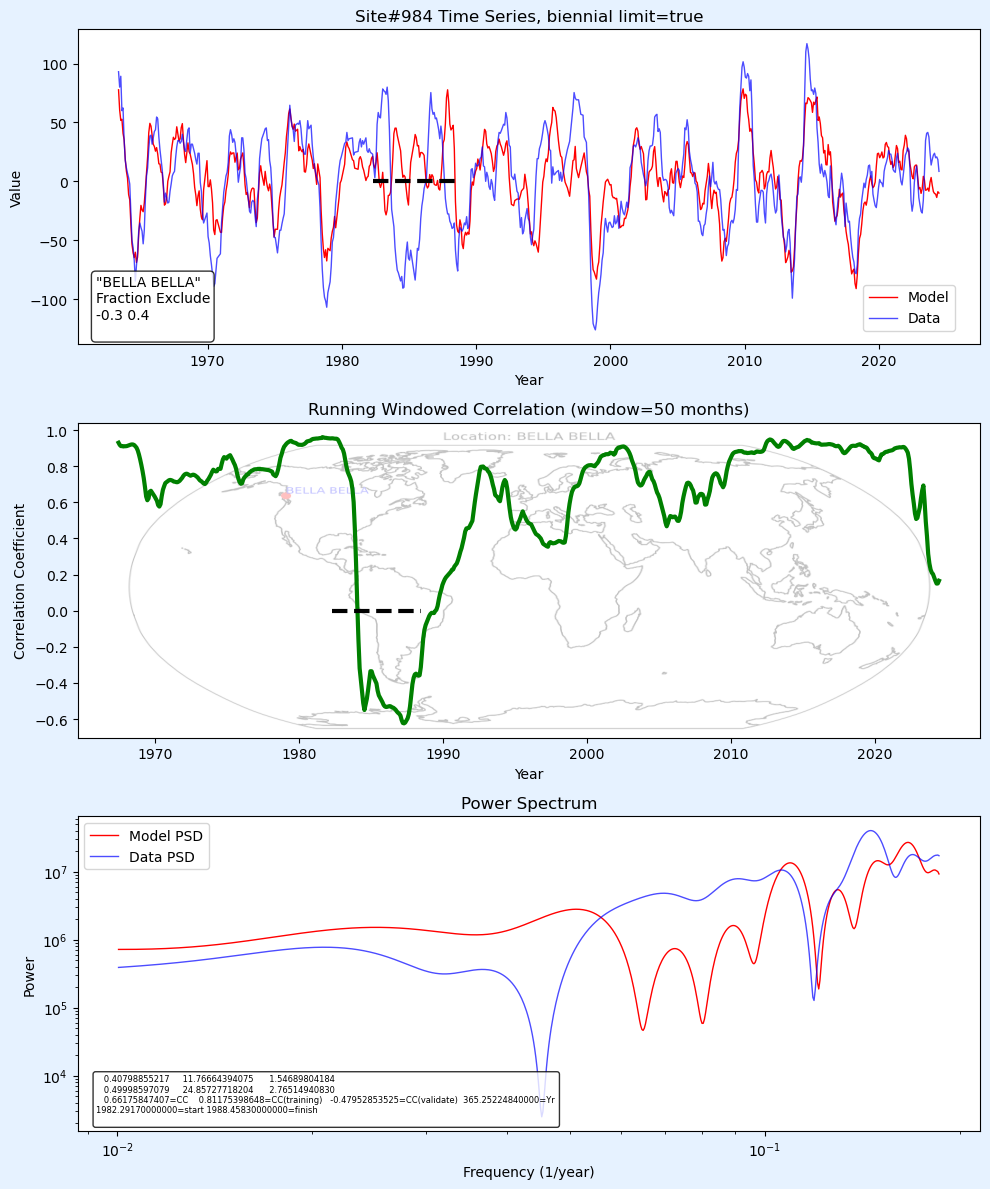 Site#984 Time Series, biennial limit=true
Value
100
50
0
−50
−100
"BELLA BELLA"
Fraction Exclude
-0.3 0.4
Model
Data
1970 1980 1990 2000 2010 2020
Year
Running Windowed Correlation (window=50 months)
Location: BELLA BELLA
BELLA BELLA
Correlation Coefficient
1.0
0.8
0.6
0.4
0.2
0.0
−0.2
−0.4
−0.6
1970 1980 1990 2000 2010 2020
Year
Power Spectrum
Model PSD
Data PSD
Power
10^7
10^6
10^5
10^4
0.40798855217 11.76664394075 1.54689804184
0.49998597079 24.85727718204 2.76514940830
0.66175847407=CC 0.81175398648=CC(training) -0.47952853525=CC(validate) 365.25224840000=Yr
1982.29170000000=start 1988.45830000000=finish
10^−2 10^−1
Frequency (1/year)